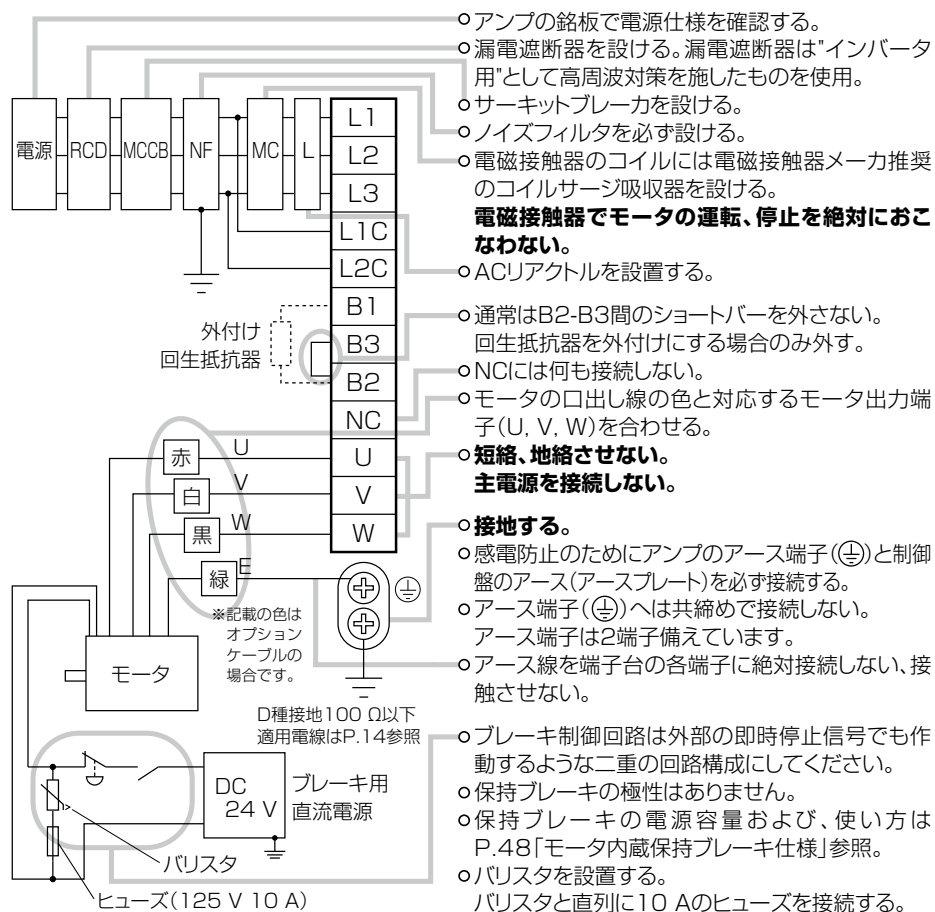 アンプの銘板で電源仕様を確認する。
漏電遮断器を設ける。漏電遮断器は"インバータ
用"として高周波対策を施したものを使用。
サーキットブレーカを設ける。
ノイズフィルタを必ず設ける。
電磁接触器のコイルには電磁接触器メーカ推奨
のコイルサージ吸収器を設ける。
電磁接触器でモータの運転、停止を絶対におこ
なわない。
ACリアクトルを設置する。
通常はB2-B3間のショートバーを外さない。
回生抵抗器を外付けにする場合のみ外す。
NCには何も接続しない。
モータの口出し線の色と対応するモータ出力端
子(U, V, W)を合わせる。
短絡、地絡させない。
主電源を接続しない。
接地する。
感電防止のためにアンプのアース端子(⏚)と制御
盤のアース(アースプレート)を必ず接続する。
アース端子(⏚)へは共締めで接続しない。
アース端子は2端子備えています。
アース線を端子台の各端子に絶対接続しない、接
触させない。
ブレーキ制御回路は外部の即時停止信号でも作
動するような二重の回路構成にしてください。
保持ブレーキの極性はありません。
保持ブレーキの電源容量および、使い方は
P.48「モータ内蔵保持ブレーキ仕様」参照。
バリスタを設置する。
バリスタと直列に10 Aのヒューズを接続する。
電源
RCD
MCCB
NF
MC
L
L1
L2
L3
L1C
L2C
B1
B3
B2
NC
U
V
W
外付け
回生抵抗器
赤
U
白
V
黒
W
緑
E
※記載の色は
オプション
ケーブルの
場合です。
モータ
D種接地100 Ω以下
適用電線はP.14参照
DC
24 V
ブレーキ用
直流電源
バリスタ
ヒューズ(125 V 10 A)